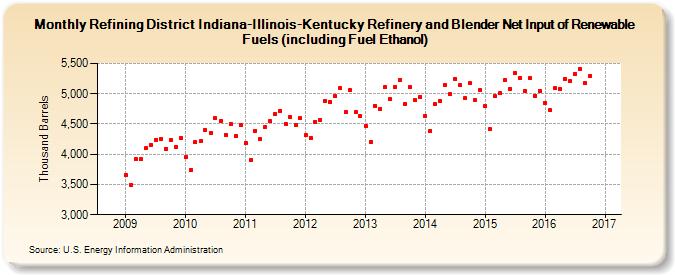 Monthly Refining District Indiana-Illinois-Kentucky Refinery and Blender Net Input of Renewable
Fuels (including Fuel Ethanol)
Thousand Barrels
5,500
5,000
4,500
4,000
3,500
3,000
2009 2010 2011 2012 2013 2014 2015 2016 2017
Source: U.S. Energy Information Administration